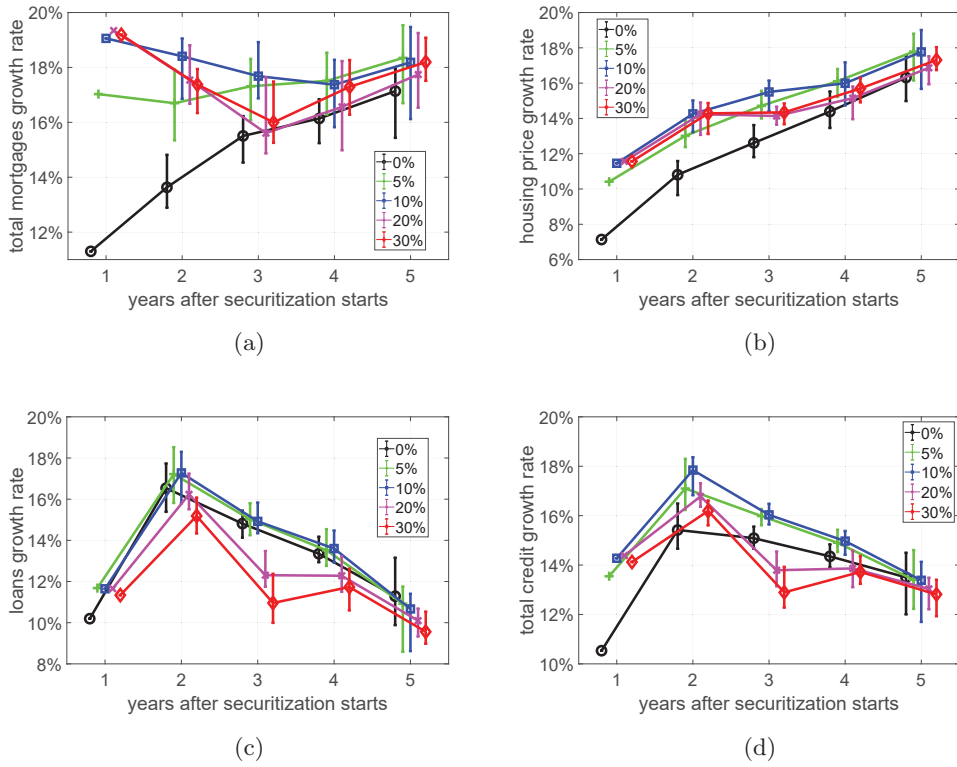 20%
18%
16%
14%
12%
total mortgages growth rate
0%
5%
10%
20%
30%
1 2 3 4 5
years after securitization starts
(a)
20%
18%
16%
14%
12%
10%
8%
6%
housing price growth rate
0%
5%
10%
20%
30%
1 2 3 4 5
years after securitization starts
(b)
20%
18%
16%
14%
12%
10%
8%
loans growth rate
0%
5%
10%
20%
30%
1 2 3 4 5
years after securitization starts
(c)
20%
18%
16%
14%
12%
10%
total credit growth rate
0%
5%
10%
20%
30%
1 2 3 4 5
years after securitization starts
(d)